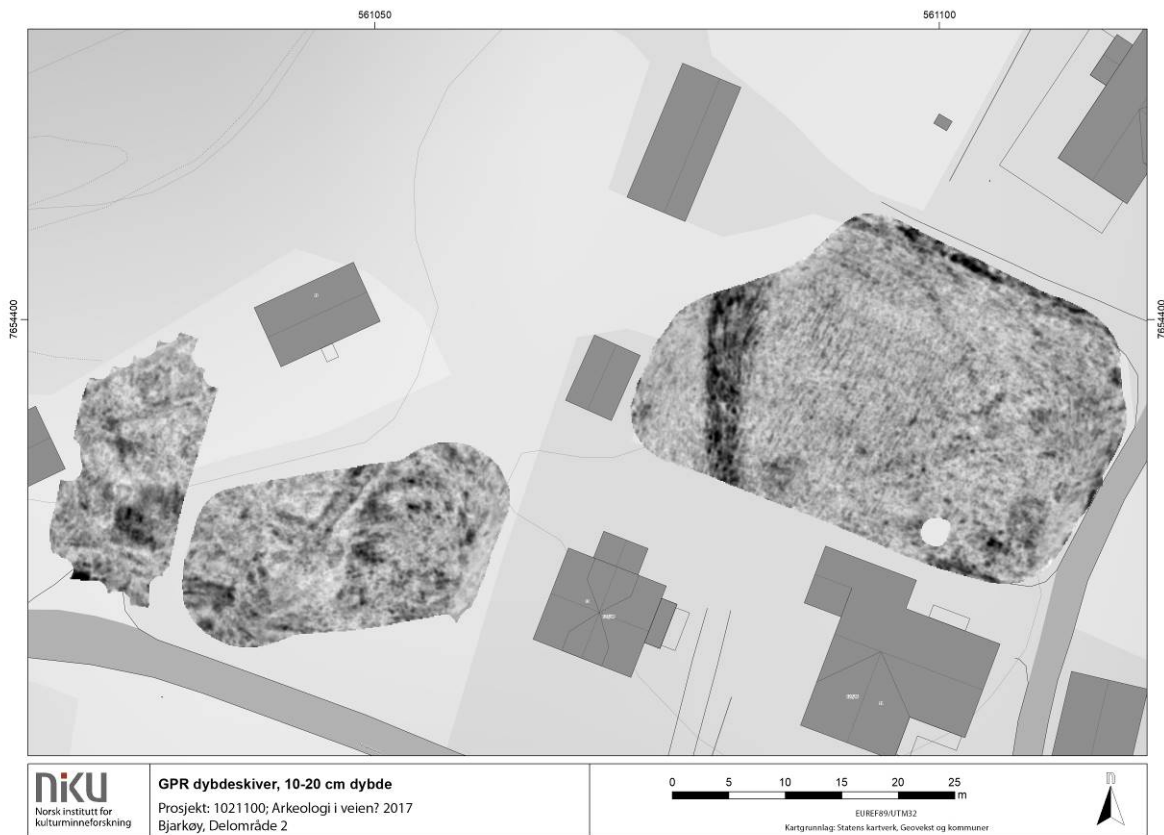 561050
561100
7654400
7654400
niku
Norsk institutt for
kulturminneforskning
GPR dybdeskiver, 10-20 cm dybde
Prosjekt: 1021100; Arkeologi i veien? 2017
Bjarkøy, Delområde 2
0 5 10 15 20 25
m
EUREF89/UTM32
Kartgrunnlag: Statens kartverk, Geovekst og kommuner
n